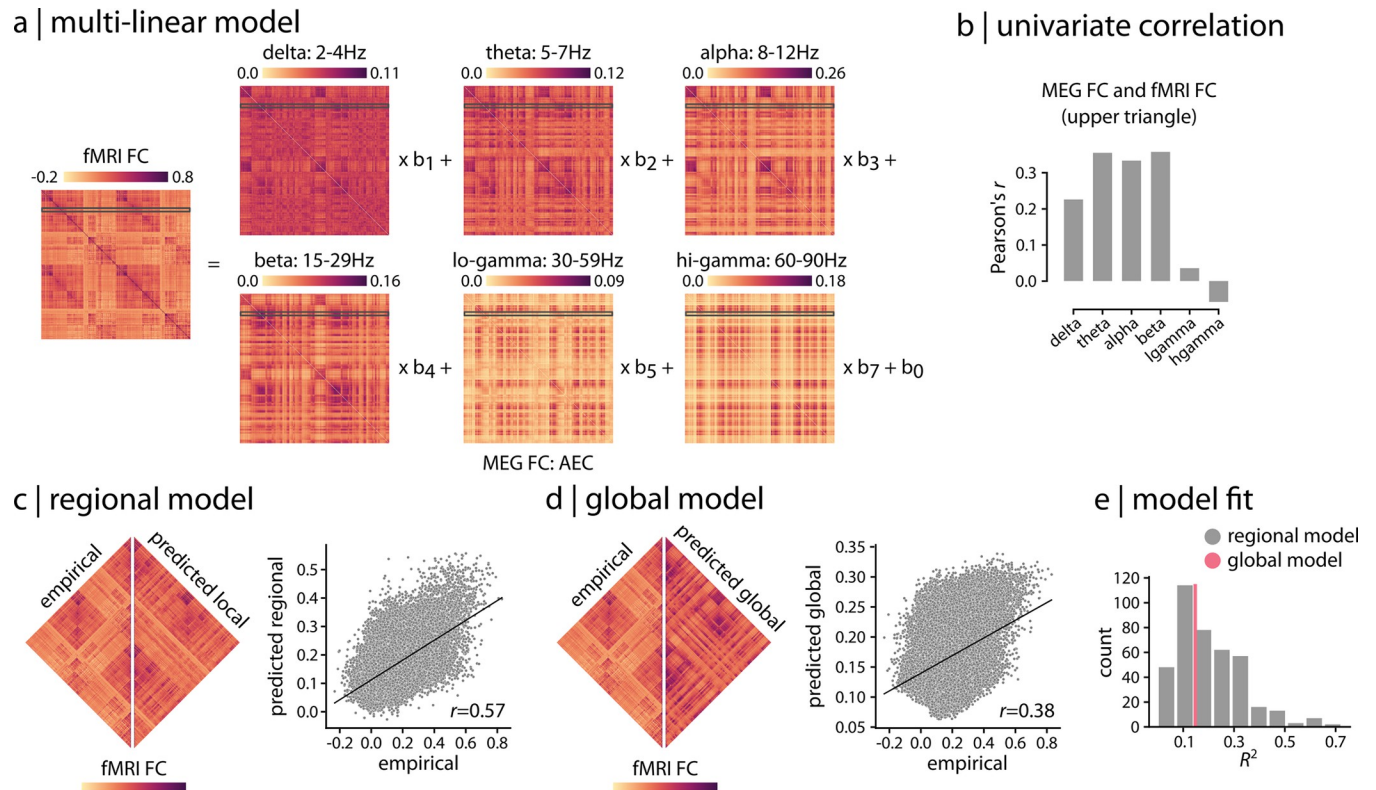 a | multi-linear model
delta: 2-4Hz
0.0 0.11
theta: 5-7Hz
0.0 0.12
alpha: 8-12Hz
0.0 0.26
fMRI FC
-0.2 0.8
=
x b1 +
x b2 +
x b3 +
beta: 15-29Hz
0.0 0.16
lo-gamma: 30-59Hz
0.0 0.09
hi-gamma: 60-90Hz
0.0 0.18
x b4 +
x b5 +
x b7 + b0
MEG FC: AEC
b | univariate correlation
MEG FC and fMRI FC
(upper triangle)
Pearson's r
0.3
0.2
0.1
0.0
delta
theta
alpha
beta
lgamma
hgamma
c | regional model
empirical
predicted local
fMRI FC
predicted regional
0.5
0.4
0.3
0.2
0.1
0.0
r=0.57
-0.2 0.0 0.2 0.4 0.6 0.8
empirical
d | global model
empirical
predicted global
fMRI FC
predicted global
0.35
0.30
0.25
0.20
0.15
0.10
0.05
r=0.38
-0.2 0.0 0.2 0.4 0.6 0.8
empirical
e | model fit
regional model
global model
count
120
100
80
60
40
20
0
0.1 0.3 0.5 0.7
R²